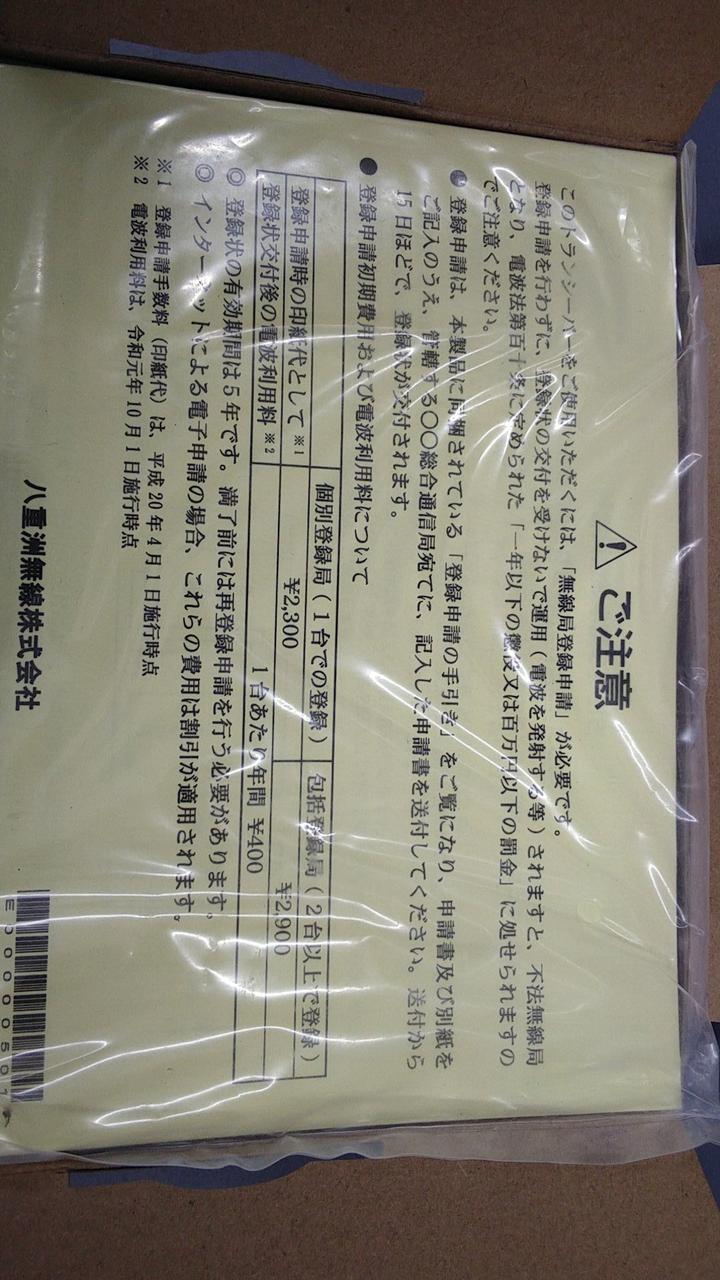 ご注意
このトランシーバーをご使用いただくには、「無線局登録申請」が必要です。
登録申請を行わずに、登録状の交付を受けないで運用（電波を発射する等）されますと、不法無線局
となり、電波法第百十条に定められた「一年以下の懲役又は百万円以下の罰金」に処せられますの
でご注意ください。
● 登録申請は、本製品に同梱されている「登録申請の手引き」をご覧になり、申請書及び別紙を
ご記入のうえ、管轄する〇〇総合通信局宛てに、記入した申請書を送付してください。送付から
15日ほどで、登録状が交付されます。
● 登録申請初期費用および電波利用料について
個別登録局（1台での登録） 包括登録局（2台以上で登録）
登録申請時の印紙代として※1 ¥2,300 ¥2,900
登録状交付後の電波利用料※2 1台あたり年間 ¥400
◎ 登録状の有効期間は5年です。満了前には再登録申請を行う必要があります。
◎ インターネットによる電子申請の場合、これらの費用は割引が適用されます。
※1 登録申請手数料（印紙代）は、平成20年4月1日施行時点
※2 電波利用料は、令和元年10月1日施行時点
八重洲無線株式会社